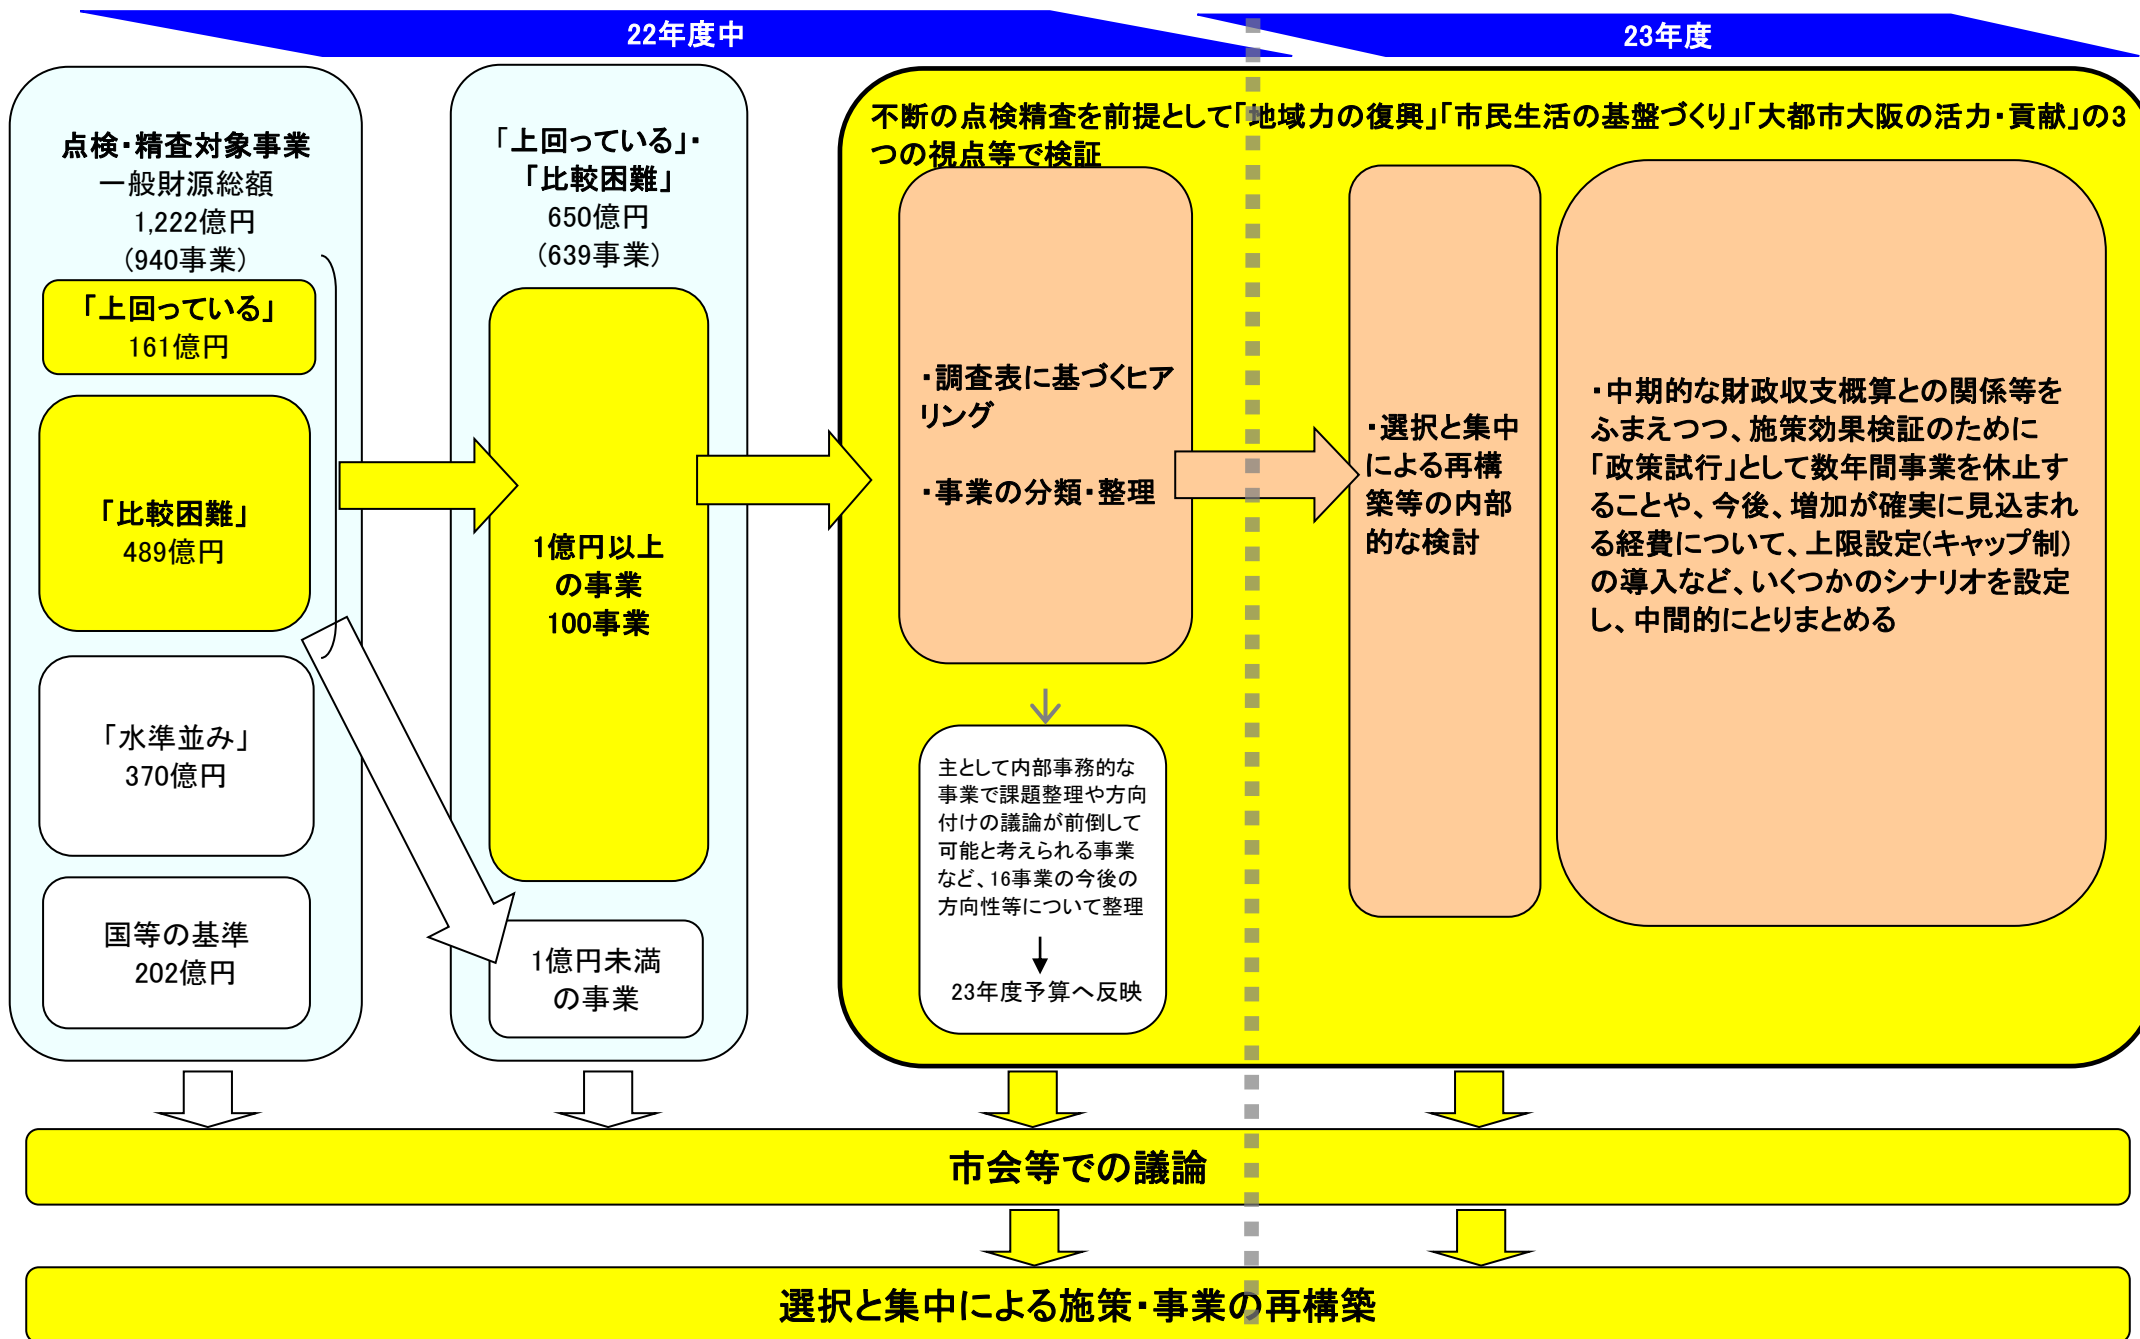 22年度中
23年度
点検・精査対象事業
一般財源総額
1,222億円
(940事業)
「上回っている」
161億円
「比較困難」
489億円
「水準並み」
370億円
国等の基準
202億円
「上回っている」・
「比較困難」
650億円
(639事業)
1億円以上
の事業
100事業
1億円未満
の事業
不断の点検精査を前提として「地域力の復興」「市民生活の基盤づくり」「大都市大阪の活力・貢献」の3
つの視点等で検証
・調査表に基づくヒア
リング
・事業の分類・整理
主として内部事務的な
事業で課題整理や方向
付けの議論が前倒して
可能と考えられる事業
など、16事業の今後の
方向性等について整理
23年度予算へ反映
・選択と集中
による再構
築等の内部
的な検討
・中期的な財政収支概算との関係等を
ふまえつつ、施策効果検証のために
「政策試行」として数年間事業を休止す
ることや、今後、増加が確実に見込まれ
る経費について、上限設定(キャップ制)
の導入など、いくつかのシナリオを設定
し、中間的にとりまとめる
市会等での議論
選択と集中による施策・事業の再構築